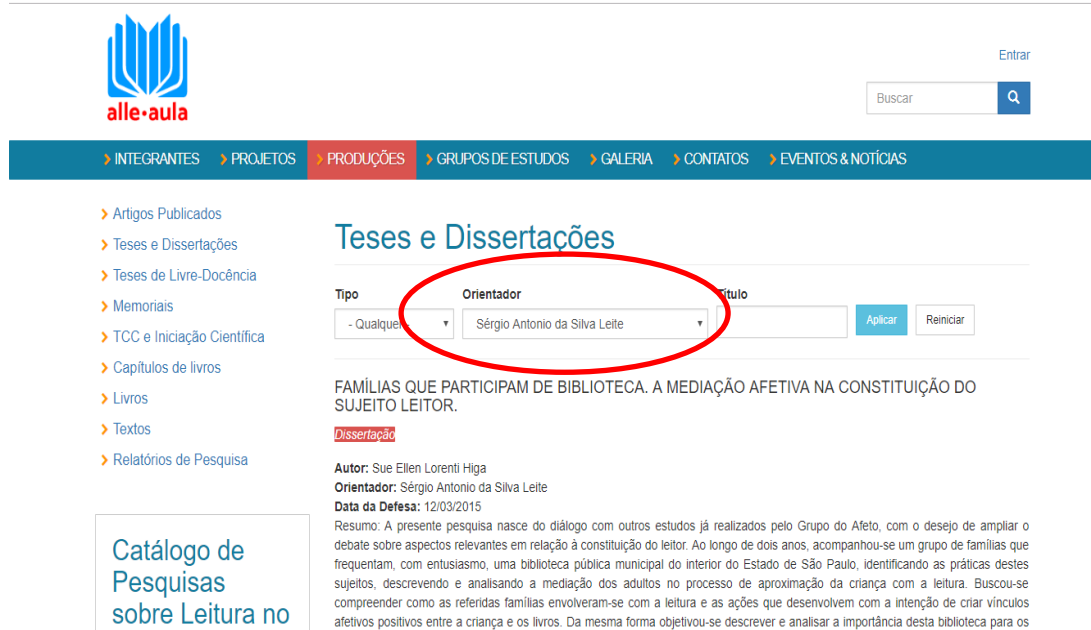 alle•aula
Entrar
Buscar
INTEGRANTES PROJETOS PRODUÇÕES GRUPOS DE ESTUDOS GALERIA CONTATOS EVENTOS & NOTÍCIAS
Artigos Publicados
Teses e Dissertações
Teses de Livre-Docência
Memoriais
TCC e Iniciação Científica
Capítulos de livros
Livros
Textos
Relatórios de Pesquisa
Catálogo de
Pesquisas
sobre Leitura no
Teses e Dissertações
Tipo Orientador Título
- Qualquer - Sérgio Antonio da Silva Leite Aplicar Reiniciar
FAMÍLIAS QUE PARTICIPAM DE BIBLIOTECA. A MEDIAÇÃO AFETIVA NA CONSTITUIÇÃO DO
SUJEITO LEITOR.
Dissertação
Autor: Sue Ellen Lorenti Higa
Orientador: Sérgio Antonio da Silva Leite
Data da Defesa: 12/03/2015
Resumo: A presente pesquisa nasce do diálogo com outros estudos já realizados pelo Grupo do Afeto, com o desejo de ampliar o
debate sobre aspectos relevantes em relação à constituição do leitor. Ao longo de dois anos, acompanhou-se um grupo de famílias que
frequentam, com entusiasmo, uma biblioteca pública municipal do interior do Estado de São Paulo, identificando as práticas destes
sujeitos, descrevendo e analisando a mediação dos adultos no processo de aproximação da criança com a leitura. Buscou-se
compreender como as referidas famílias envolveram-se com a leitura e as ações que desenvolvem com a intenção de criar vínculos
afetivos positivos entre a criança e os livros. Da mesma forma objetivou-se descrever e analisar a importância desta biblioteca para os